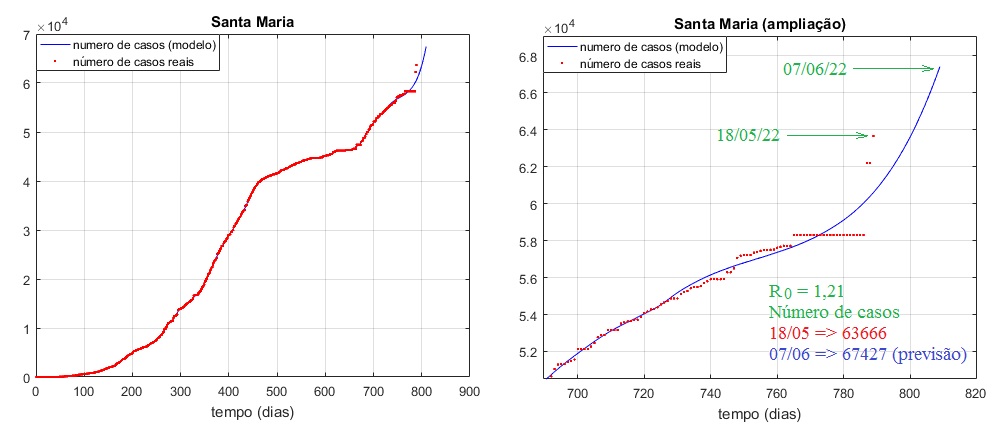 Santa Maria
×10⁴
numero de casos (modelo)
número de casos reais
7
6
5
4
3
2
1
0
0 100 200 300 400 500 600 700 800 900
tempo (dias)
Santa Maria (ampliação)
×10⁴
numero de casos (modelo)
número de casos reais
6.8
6.6
6.4
6.2
6
5.8
5.6
5.4
5.2
07/06/22
18/05/22
R0 = 1,21
Número de casos
18/05 => 63666
07/06 => 67427 (previsão)
700 720 740 760 780 800 820
tempo (dias)